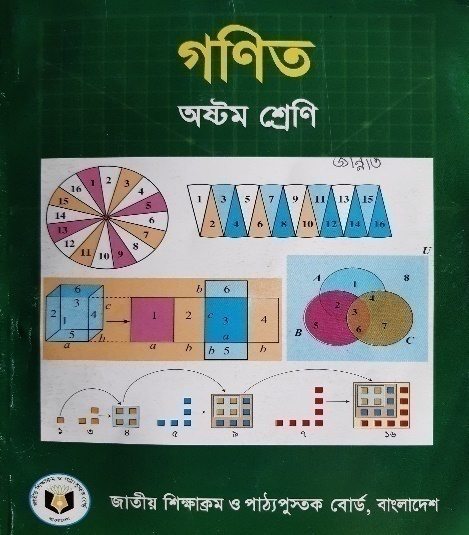 গণিত
অষ্টম শ্রেণি
জান্নাত
16 1 2 3 4 5 6 7 8 9 10 11 12 13 14 15
1 3 5 7 9 11 13 15
2 4 6 8 10 12 14 16
U
A 1 8
2 4
3
B 5 6 7 C
6 b 6
2 1 4 c 1 2 c 3 4
5 a
a b a b b 5 b
১ ৩ ৪ ৫ ৯ ৭ ১৬
জাতীয় শিক্ষাক্রম ও পাঠ্যপুস্তক বোর্ড, বাংলাদেশ